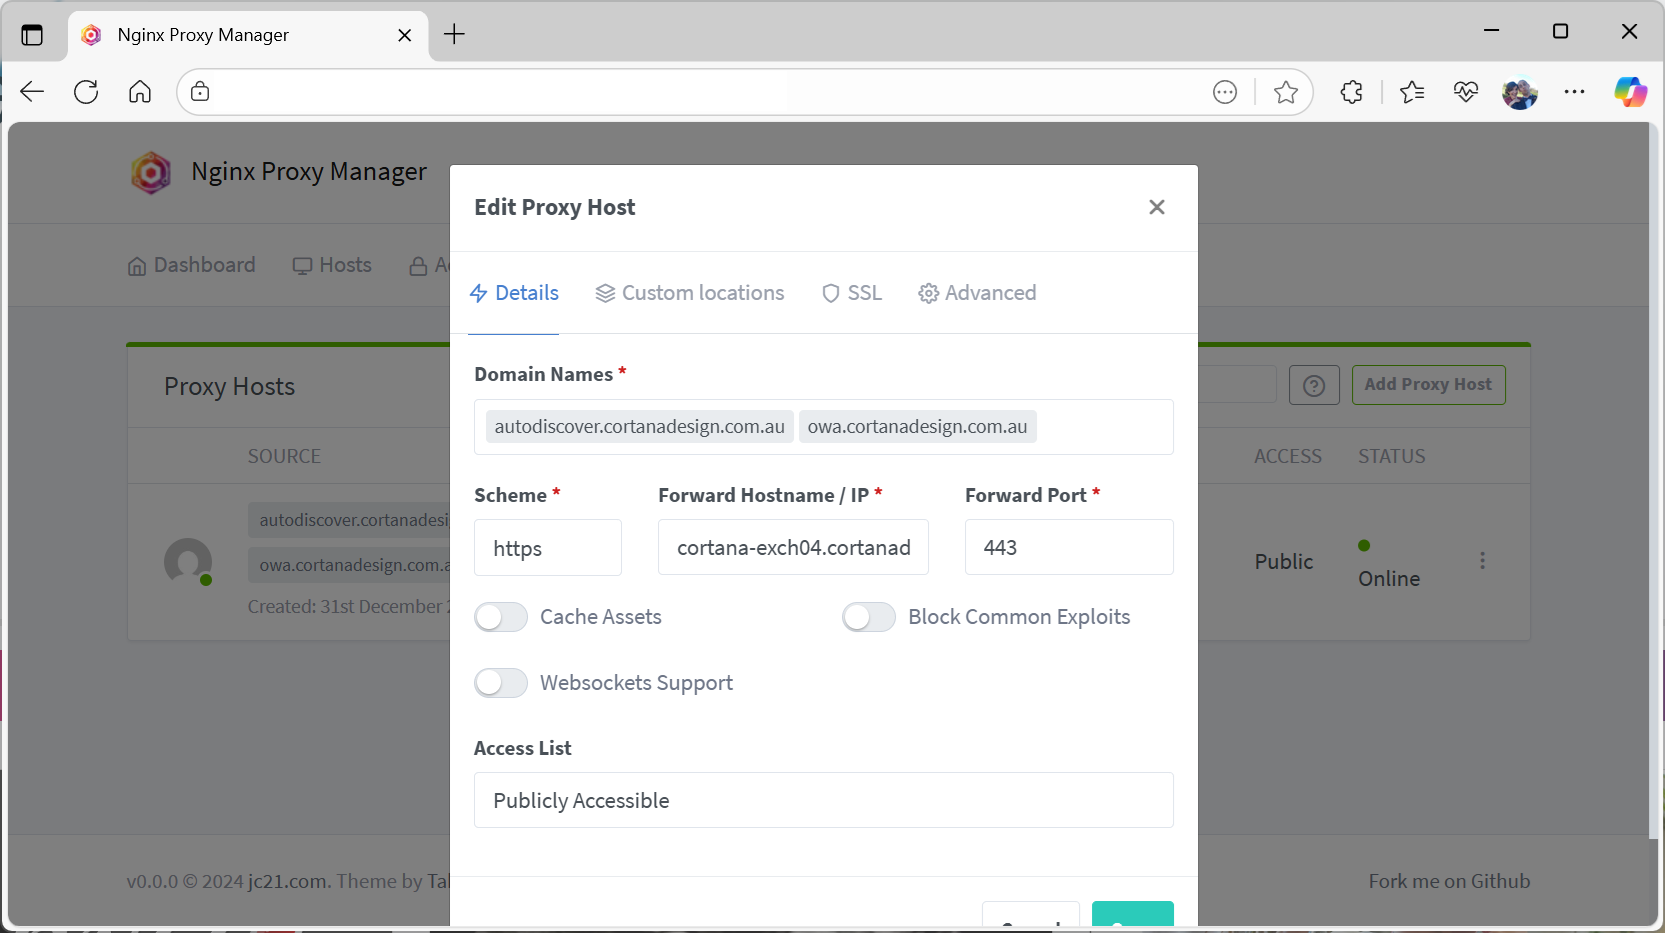 Nginx Proxy Manager
Nginx Proxy Manager
Dashboard Hosts
Edit Proxy Host
Details Custom locations SSL Advanced
Proxy Hosts
Add Proxy Host
SOURCE
ACCESS STATUS
autodiscover.cortanadesi
owa.cortanadesign.com.a
Created: 31st December
Public
Online
Domain Names *
autodiscover.cortanadesign.com.au owa.cortanadesign.com.au
Scheme * Forward Hostname / IP * Forward Port *
https cortana-exch04.cortanad 443
Cache Assets Block Common Exploits
Websockets Support
Access List
Publicly Accessible
v0.0.0 © 2024 jc21.com. Theme by
Fork me on Github